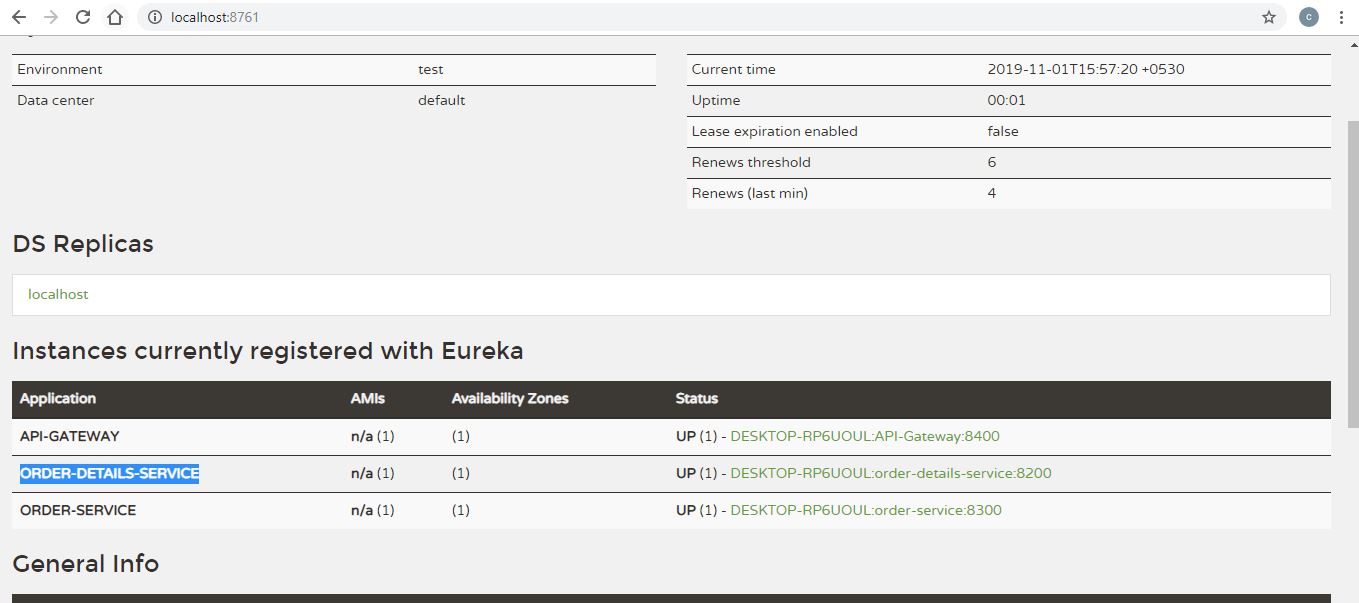 localhost:8761
c
Environment test
Data center default
Current time 2019-11-01T15:57:20 +0530
Uptime 00:01
Lease expiration enabled false
Renews threshold 6
Renews (last min) 4
DS Replicas
localhost
Instances currently registered with Eureka
Application AMIs Availability Zones Status
API-GATEWAY n/a (1) (1) UP (1) - DESKTOP-RP6UOUL:API-Gateway:8400
ORDER-DETAILS-SERVICE n/a (1) (1) UP (1) - DESKTOP-RP6UOUL:order-details-service:8200
ORDER-SERVICE n/a (1) (1) UP (1) - DESKTOP-RP6UOUL:order-service:8300
General Info